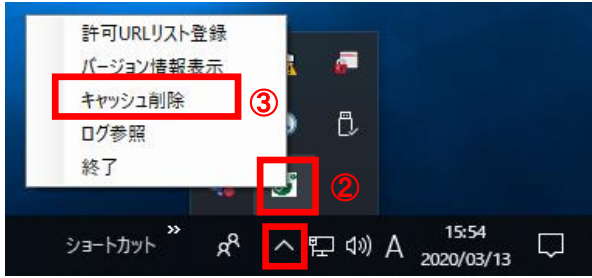 許可URLリスト登録
バージョン情報表示
キャッシュ削除
③
ログ参照
終了
②
ショートカット »
A
15:54
2020/03/13